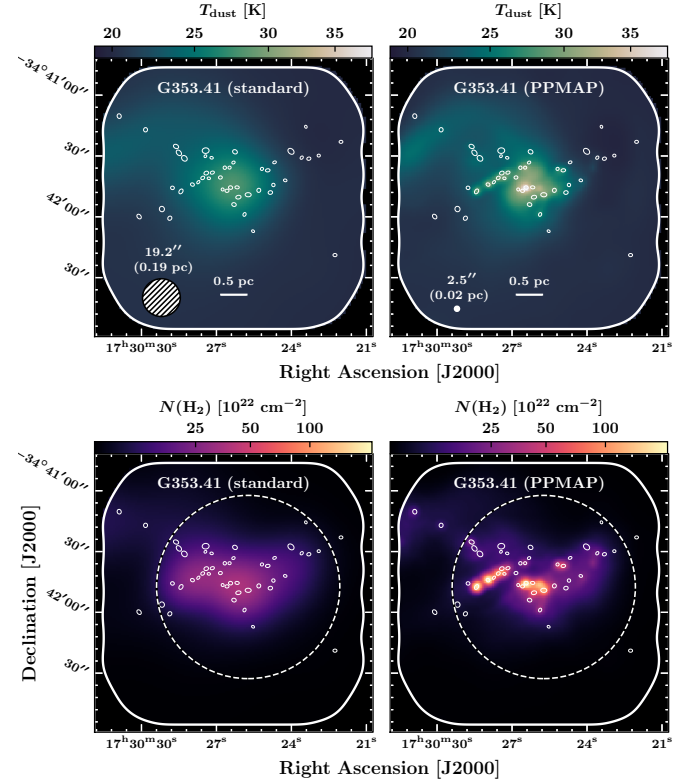 T_dust [K]
T_dust [K]
20 25 30 35
20 25 30 35
G353.41 (standard)
G353.41 (PPMAP)
−34°41′00″
30″
42′00″
30″
19.2″
(0.19 pc)
0.5 pc
2.5″
(0.02 pc)
0.5 pc
17ʰ30ᵐ30ˢ 27ˢ 24ˢ 21ˢ
17ʰ30ᵐ30ˢ 27ˢ 24ˢ 21ˢ
Right Ascension [J2000]
N(H₂) [10²² cm⁻²]
N(H₂) [10²² cm⁻²]
25 50 100
25 50 100
G353.41 (standard)
G353.41 (PPMAP)
−34°41′00″
30″
42′00″
30″
Declination [J2000]
17ʰ30ᵐ30ˢ 27ˢ 24ˢ 21ˢ
17ʰ30ᵐ30ˢ 27ˢ 24ˢ 21ˢ
Right Ascension [J2000]